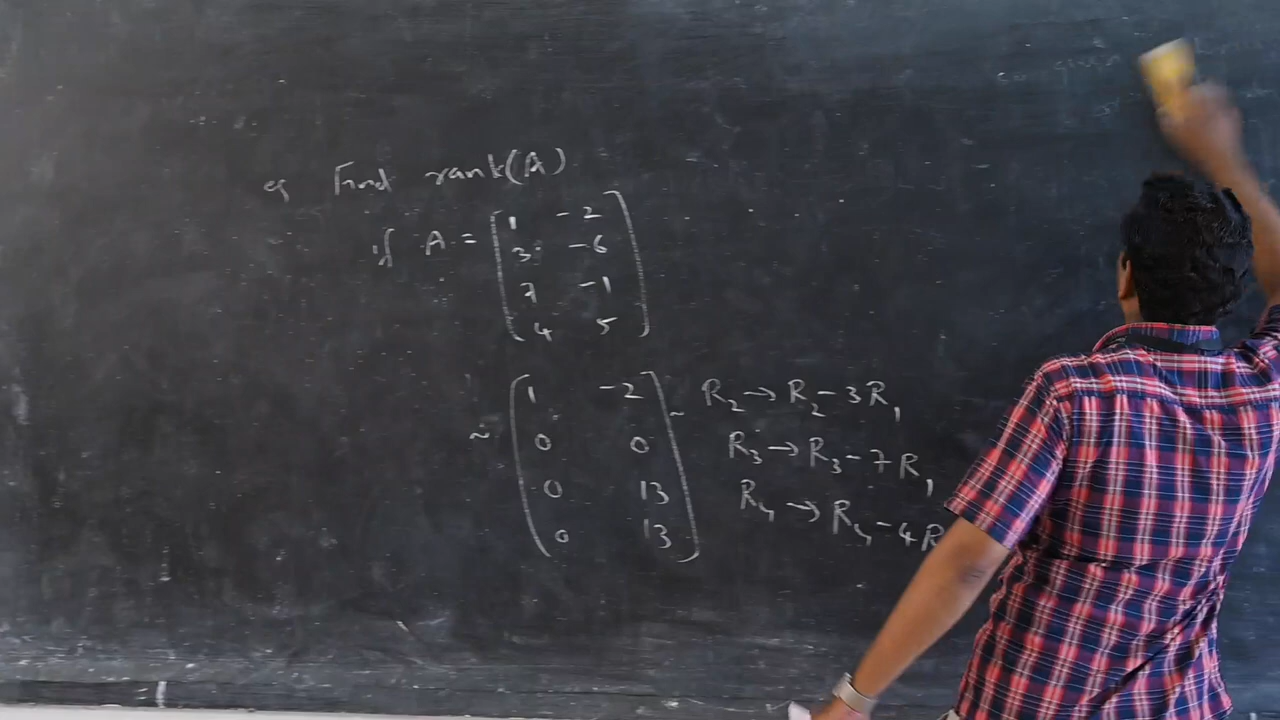 eg Find rank(A)
if A = [ 1 -2
3 -6
7 -1
4 5 ]
~ [ 1 -2
0 0
0 13
0 13 ] ~ R₂ → R₂ - 3R₁
R₃ → R₃ - 7R₁
R₄ → R₄ - 4R